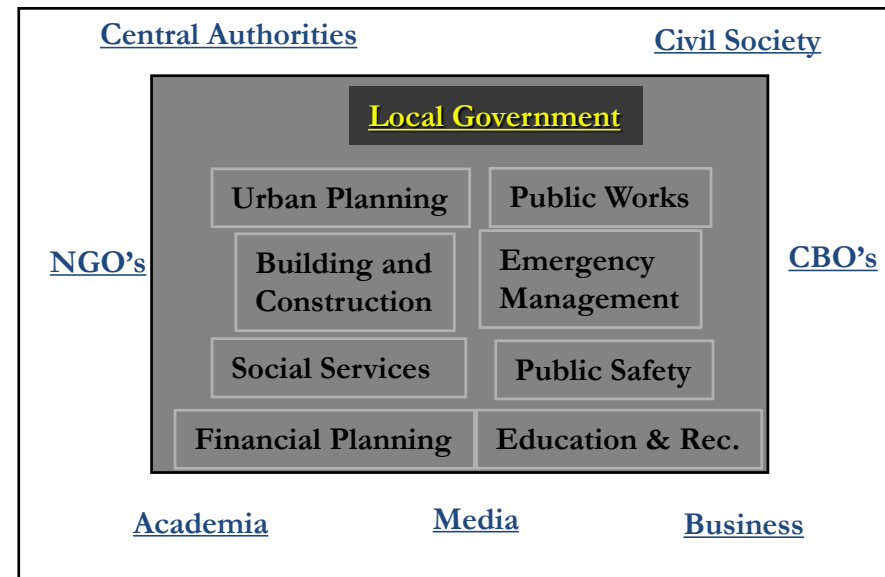 Central Authorities
Civil Society
Local Government
Urban Planning
Public Works
NGO’s
Building and
Construction
Emergency
Management
CBO’s
Social Services
Public Safety
Financial Planning
Education & Rec.
Academia
Media
Business